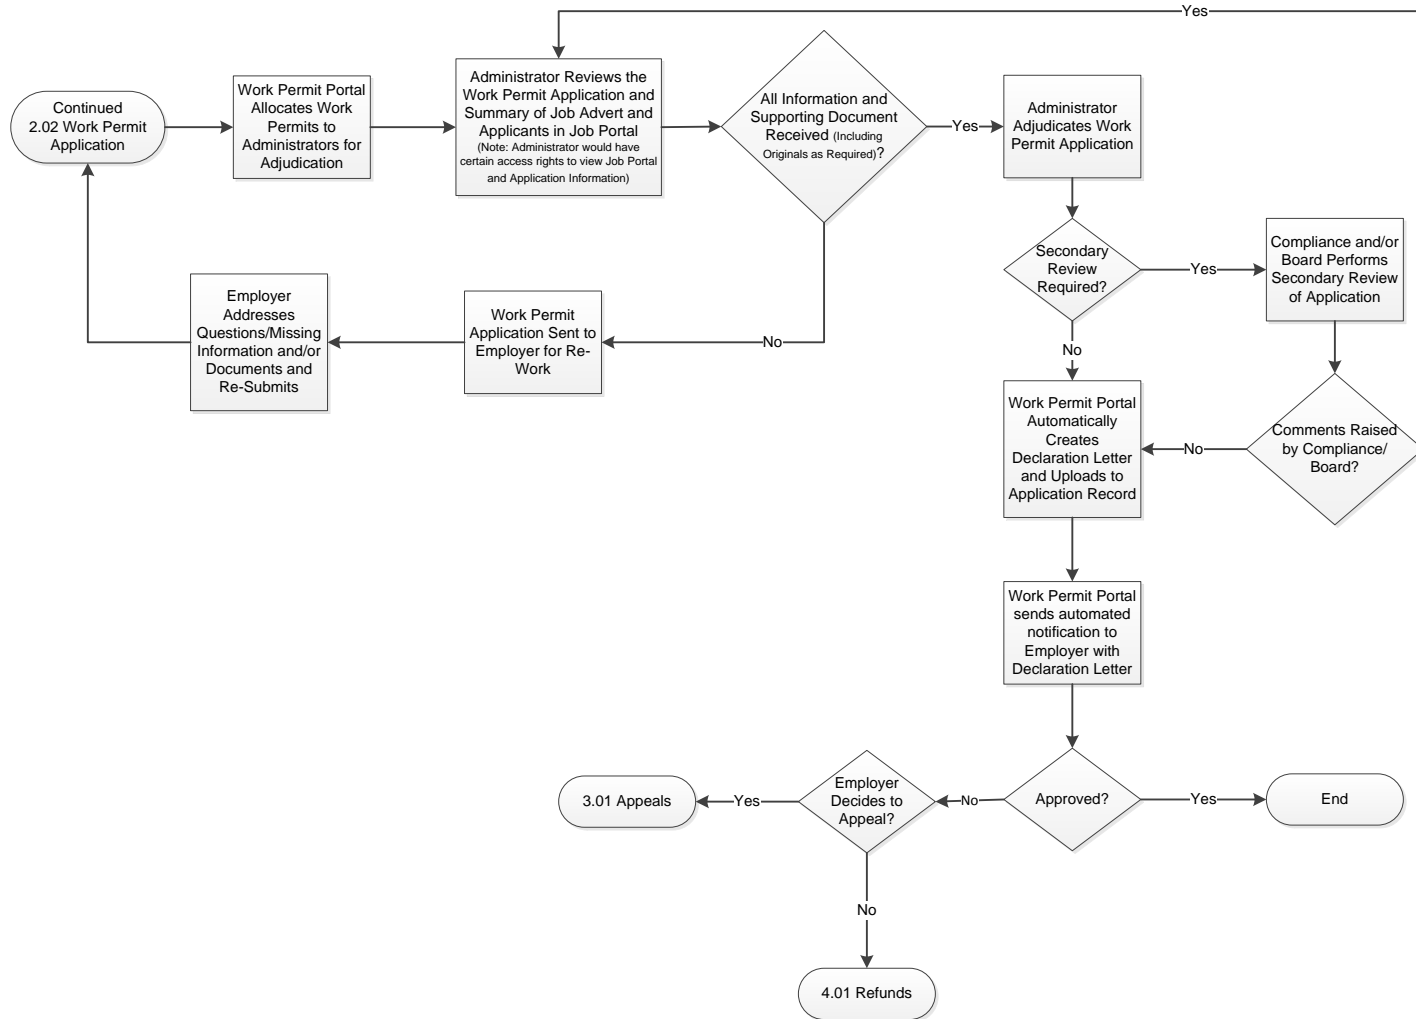 Yes
Continued
2.02 Work Permit
Application
Work Permit Portal
Allocates Work
Permits to
Administrators for
Adjudication
Administrator Reviews the
Work Permit Application and
Summary of Job Advert and
Applicants in Job Portal
(Note: Administrator would have
certain access rights to view Job Portal
and Application Information)
All Information and
Supporting Document
Received (Including
Originals as Required)?
Yes
Administrator
Adjudicates Work
Permit Application
Secondary
Review
Required?
Yes
Compliance and/or
Board Performs
Secondary Review
of Application
Employer
Addresses
Questions/Missing
Information and/or
Documents and
Re-Submits
Work Permit
Application Sent to
Employer for Re-
Work
No
No
Work Permit Portal
Automatically
Creates
Declaration Letter
and Uploads to
Application Record
No
Comments Raised
by Compliance/
Board?
Work Permit Portal
sends automated
notification to
Employer with
Declaration Letter
3.01 Appeals
Yes
Employer
Decides to
Appeal?
No
Approved?
Yes
End
No
4.01 Refunds